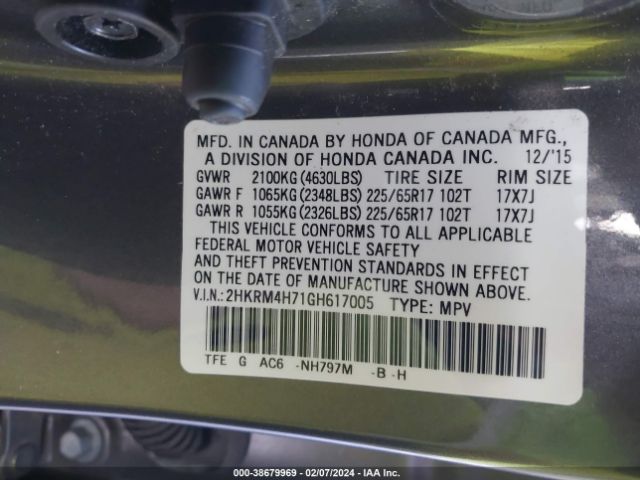 MFD. IN CANADA BY HONDA OF CANADA MFG.,
A DIVISION OF HONDA CANADA INC. 12/'15
GVWR 2100KG (4630LBS) TIRE SIZE RIM SIZE
GAWR F 1065KG (2348LBS) 225/65R17 102T 17X7J
GAWR R 1055KG (2326LBS) 225/65R17 102T 17X7J
THIS VEHICLE CONFORMS TO ALL APPLICABLE
FEDERAL MOTOR VEHICLE SAFETY
AND THEFT PREVENTION STANDARDS IN EFFECT
ON THE DATE OF MANUFACTURE SHOWN ABOVE.
V.I.N.: 2HKRM4H71GH617005 TYPE: MPV
TFE G AC6 -NH797M -B -H
000-38679969 | 02/07/2024 | IAA Inc.